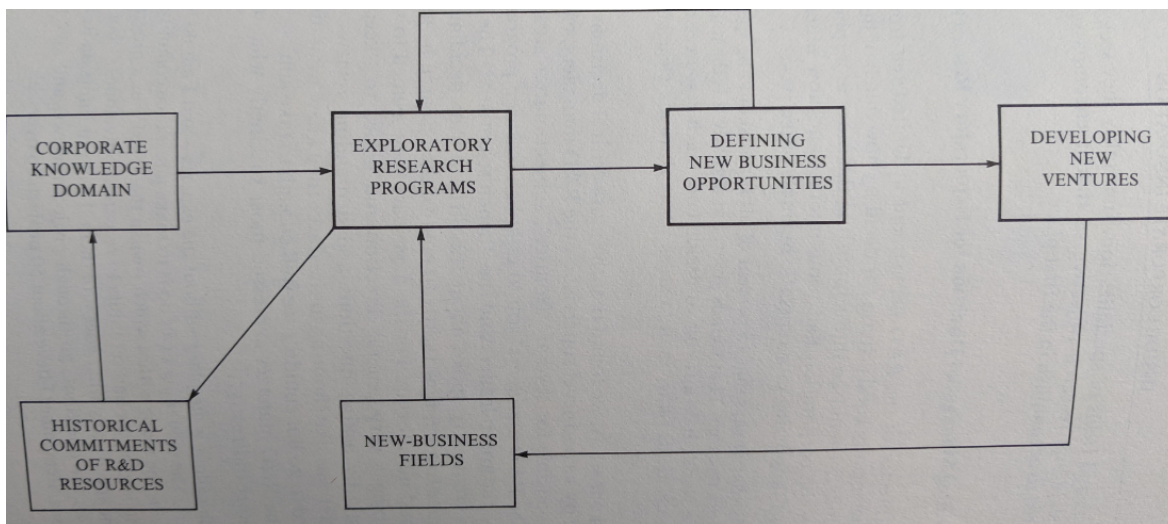 CORPORATE
KNOWLEDGE
DOMAIN
EXPLORATORY
RESEARCH
PROGRAMS
DEFINING
NEW BUSINESS
OPPORTUNITIES
DEVELOPING
NEW
VENTURES
HISTORICAL
COMMITMENTS
OF R&D
RESOURCES
NEW-BUSINESS
FIELDS